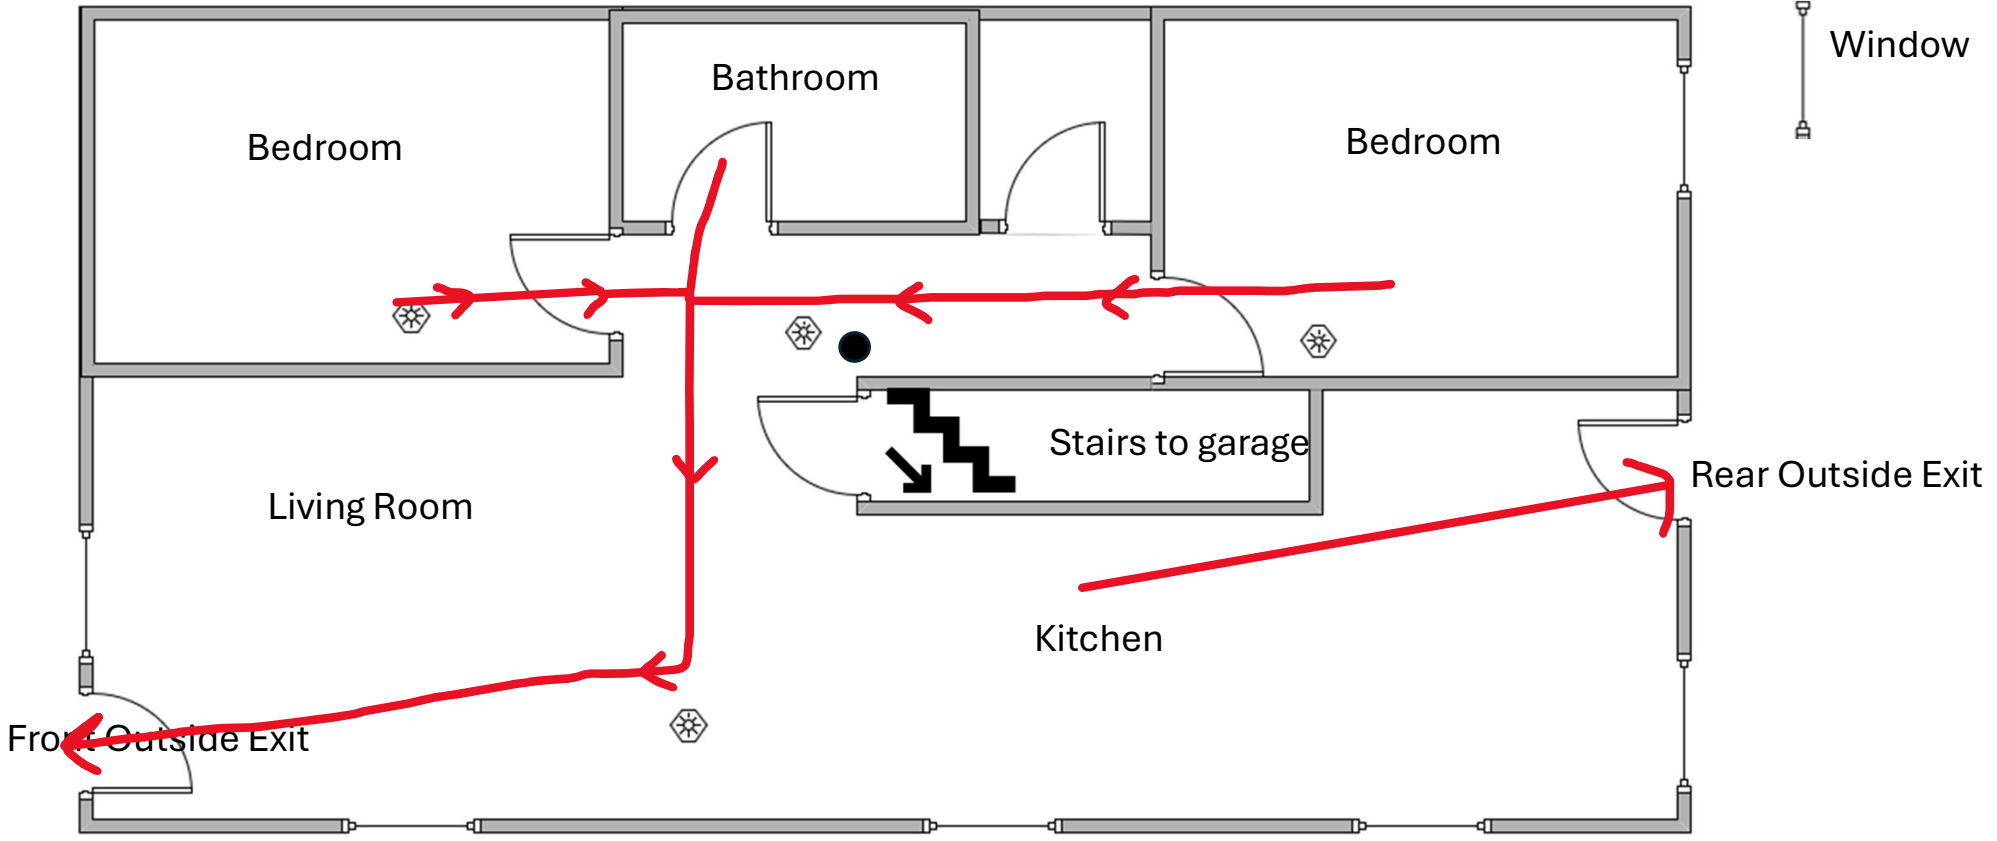 Window
Bathroom
Bedroom
Bedroom
Stairs to garage
Rear Outside Exit
Living Room
Kitchen
Front Outside Exit